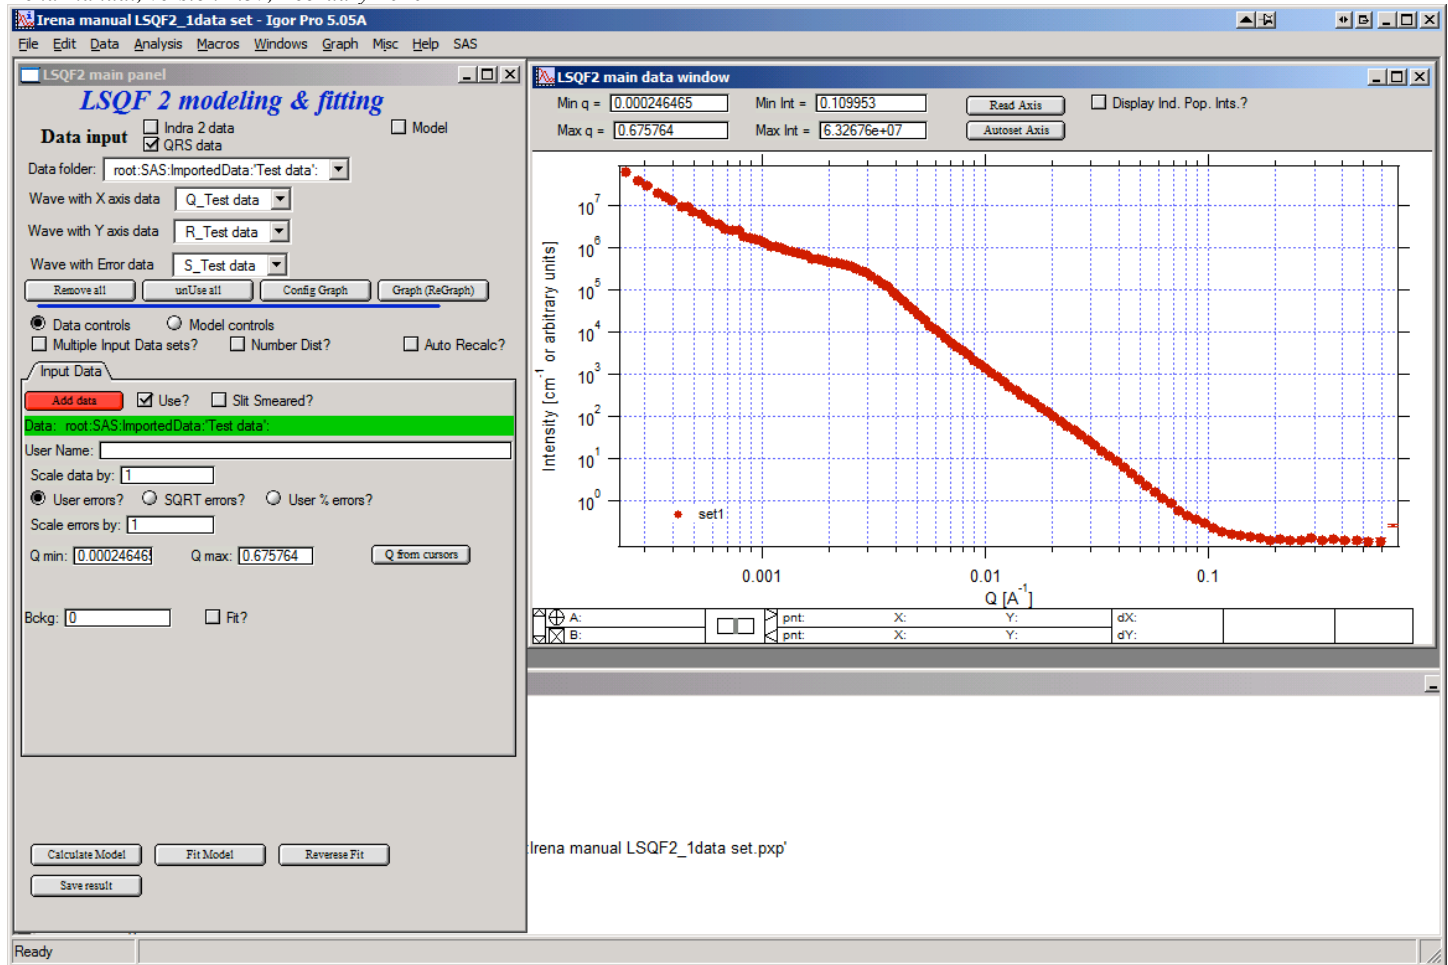 Irena manual LSQF2_1data set - Igor Pro 5.05A
File Edit Data Analysis Macros Windows Graph Misc Help SAS
LSQF2 main panel
LSQF 2 modeling & fitting
Data input
Indra 2 data
QRS data
Model
Data folder: root:SAS:ImportedData:'Test data':
Wave with X axis data Q_Test data
Wave with Y axis data R_Test data
Wave with Error data S_Test data
Remove all unUse all Config Graph Graph (ReGraph)
Data controls Model controls
Multiple Input Data sets? Number Dist? Auto Recalc?
Input Data
Add data Use? Slit Smeared?
Data: root:SAS:ImportedData:'Test data':
User Name:
Scale data by: 1
User errors? SQRT errors? User % errors?
Scale errors by: 1
Q min: 0.00024646 Q max: 0.675764 Q from cursors
Bckg: 0 Fit?
Calculate Model Fit Model Reverese Fit
Save result
Ready
LSQF2 main data window
Min q = 0.000246465 Min Int = 0.109953 Read Axis Display Ind. Pop. Ints.?
Max q = 0.675764 Max Int = 6.32676e+07 Autoset Axis
Intensity [cm-1 or arbitrary units]
10^7
10^6
10^5
10^4
10^3
10^2
10^1
10^0
set1
0.001 0.01 0.1
Q [A-1]
A: pnt: X: Y: dX:
B: pnt: X: Y: dY:
:Irena manual LSQF2_1data set.pxp'